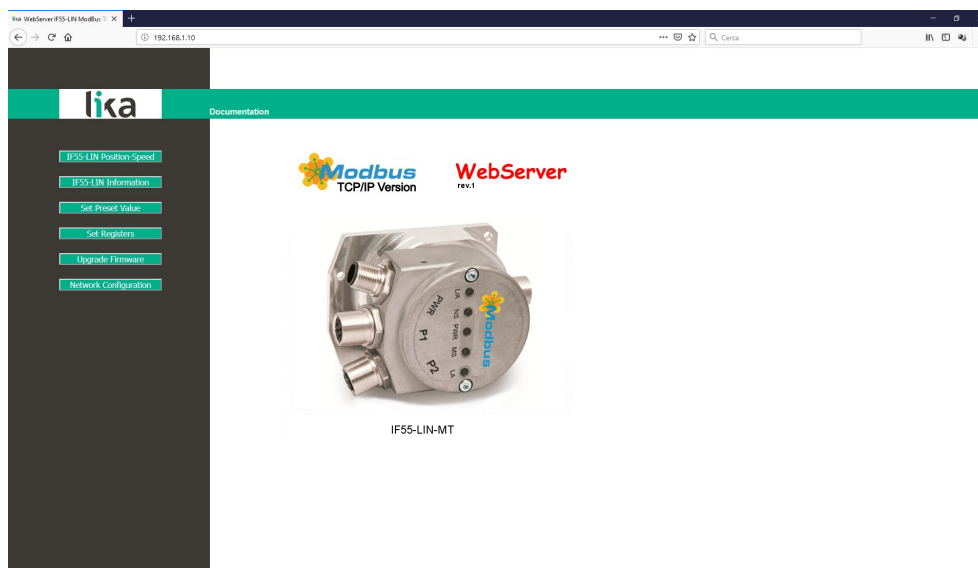 lika WebServer IF55-LIN ModBus
192.168.1.10
Cerca
lika
Documentation
IF55-LIN Position-Speed
IF55-LIN Information
Set Preset Value
Set Registers
Upgrade Firmware
Network Configuration
Modbus
TCP/IP Version
WebServer
rev.1
PWR
P1
P2
L/A
NS
PWR
MS
LA
Modbus
IF55-LIN-MT